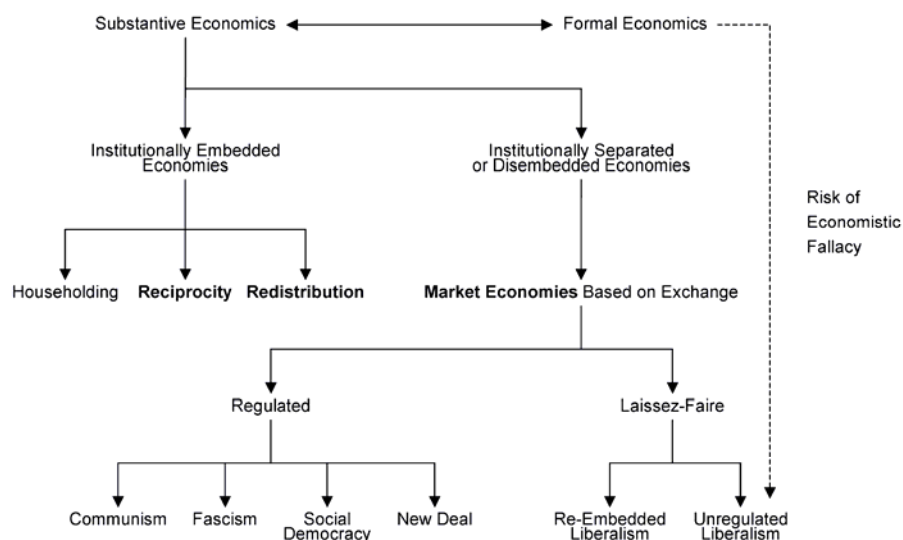 Substantive Economics
Formal Economics
Institutionally Embedded
Economies
Institutionally Separated
or Disembedded Economies
Risk of
Economistic
Fallacy
Householding
Reciprocity
Redistribution
Market Economies Based on Exchange
Regulated
Laissez-Faire
Communism
Fascism
Social
Democracy
New Deal
Re-Embedded
Liberalism
Unregulated
Liberalism